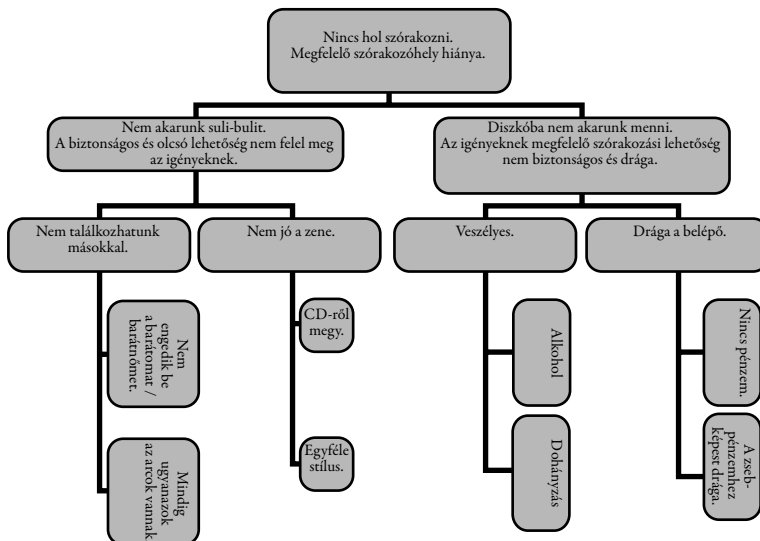 Nincs hol szórakozni.
Megfelelő szórakozóhely hiánya.
Nem akarunk suli-bulit.
A biztonságos és olcsó lehetőség nem felel meg
az igényeknek.
Diszkóba nem akarunk menni.
Az igényeknek megfelelő szórakozási lehetőség
nem biztonságos és drága.
Nem találkozhatunk
másokkal.
Nem jó a zene.
Veszélyes.
Drága a belépő.
Nem
engedik be
a barátomat /
barátnőmet.
CD-ről
megy.
Alkohol
Nincs pénzem.
Mindig
ugyanazok
az arcok vannak
Egyféle
stílus.
Dohányzás
A zseb-
pénzemhez
képest drága.